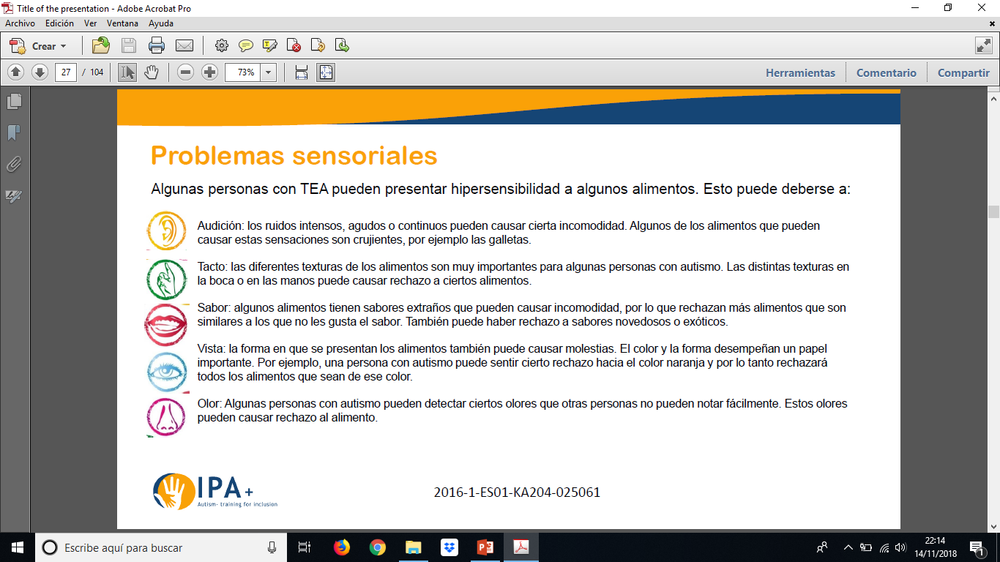 Title of the presentation - Adobe Acrobat Pro
Archivo Edición Ver Ventana Ayuda
Crear
27 / 104 73% Herramientas Comentario Compartir
Problemas sensoriales
Algunas personas con TEA pueden presentar hipersensibilidad a algunos alimentos. Esto puede deberse a:
Audición: los ruidos intensos, agudos o continuos pueden causar cierta incomodidad. Algunos de los alimentos que pueden
causar estas sensaciones son crujientes, por ejemplo las galletas.
Tacto: las diferentes texturas de los alimentos son muy importantes para algunas personas con autismo. Las distintas texturas en
la boca o en las manos puede causar rechazo a ciertos alimentos.
Sabor: algunos alimentos tienen sabores extraños que pueden causar incomodidad, por lo que rechazan más alimentos que son
similares a los que no les gusta el sabor. También puede haber rechazo a sabores novedosos o exóticos.
Vista: la forma en que se presentan los alimentos también puede causar molestias. El color y la forma desempeñan un papel
importante. Por ejemplo, una persona con autismo puede sentir cierto rechazo hacia el color naranja y por lo tanto rechazará
todos los alimentos que sean de ese color.
Olor: Algunas personas con autismo pueden detectar ciertos olores que otras personas no pueden notar fácilmente. Estos olores
pueden causar rechazo al alimento.
IPA+
Autism- training for inclusion
2016-1-ES01-KA204-025061
Escribe aquí para buscar
22:14
14/11/2018
1